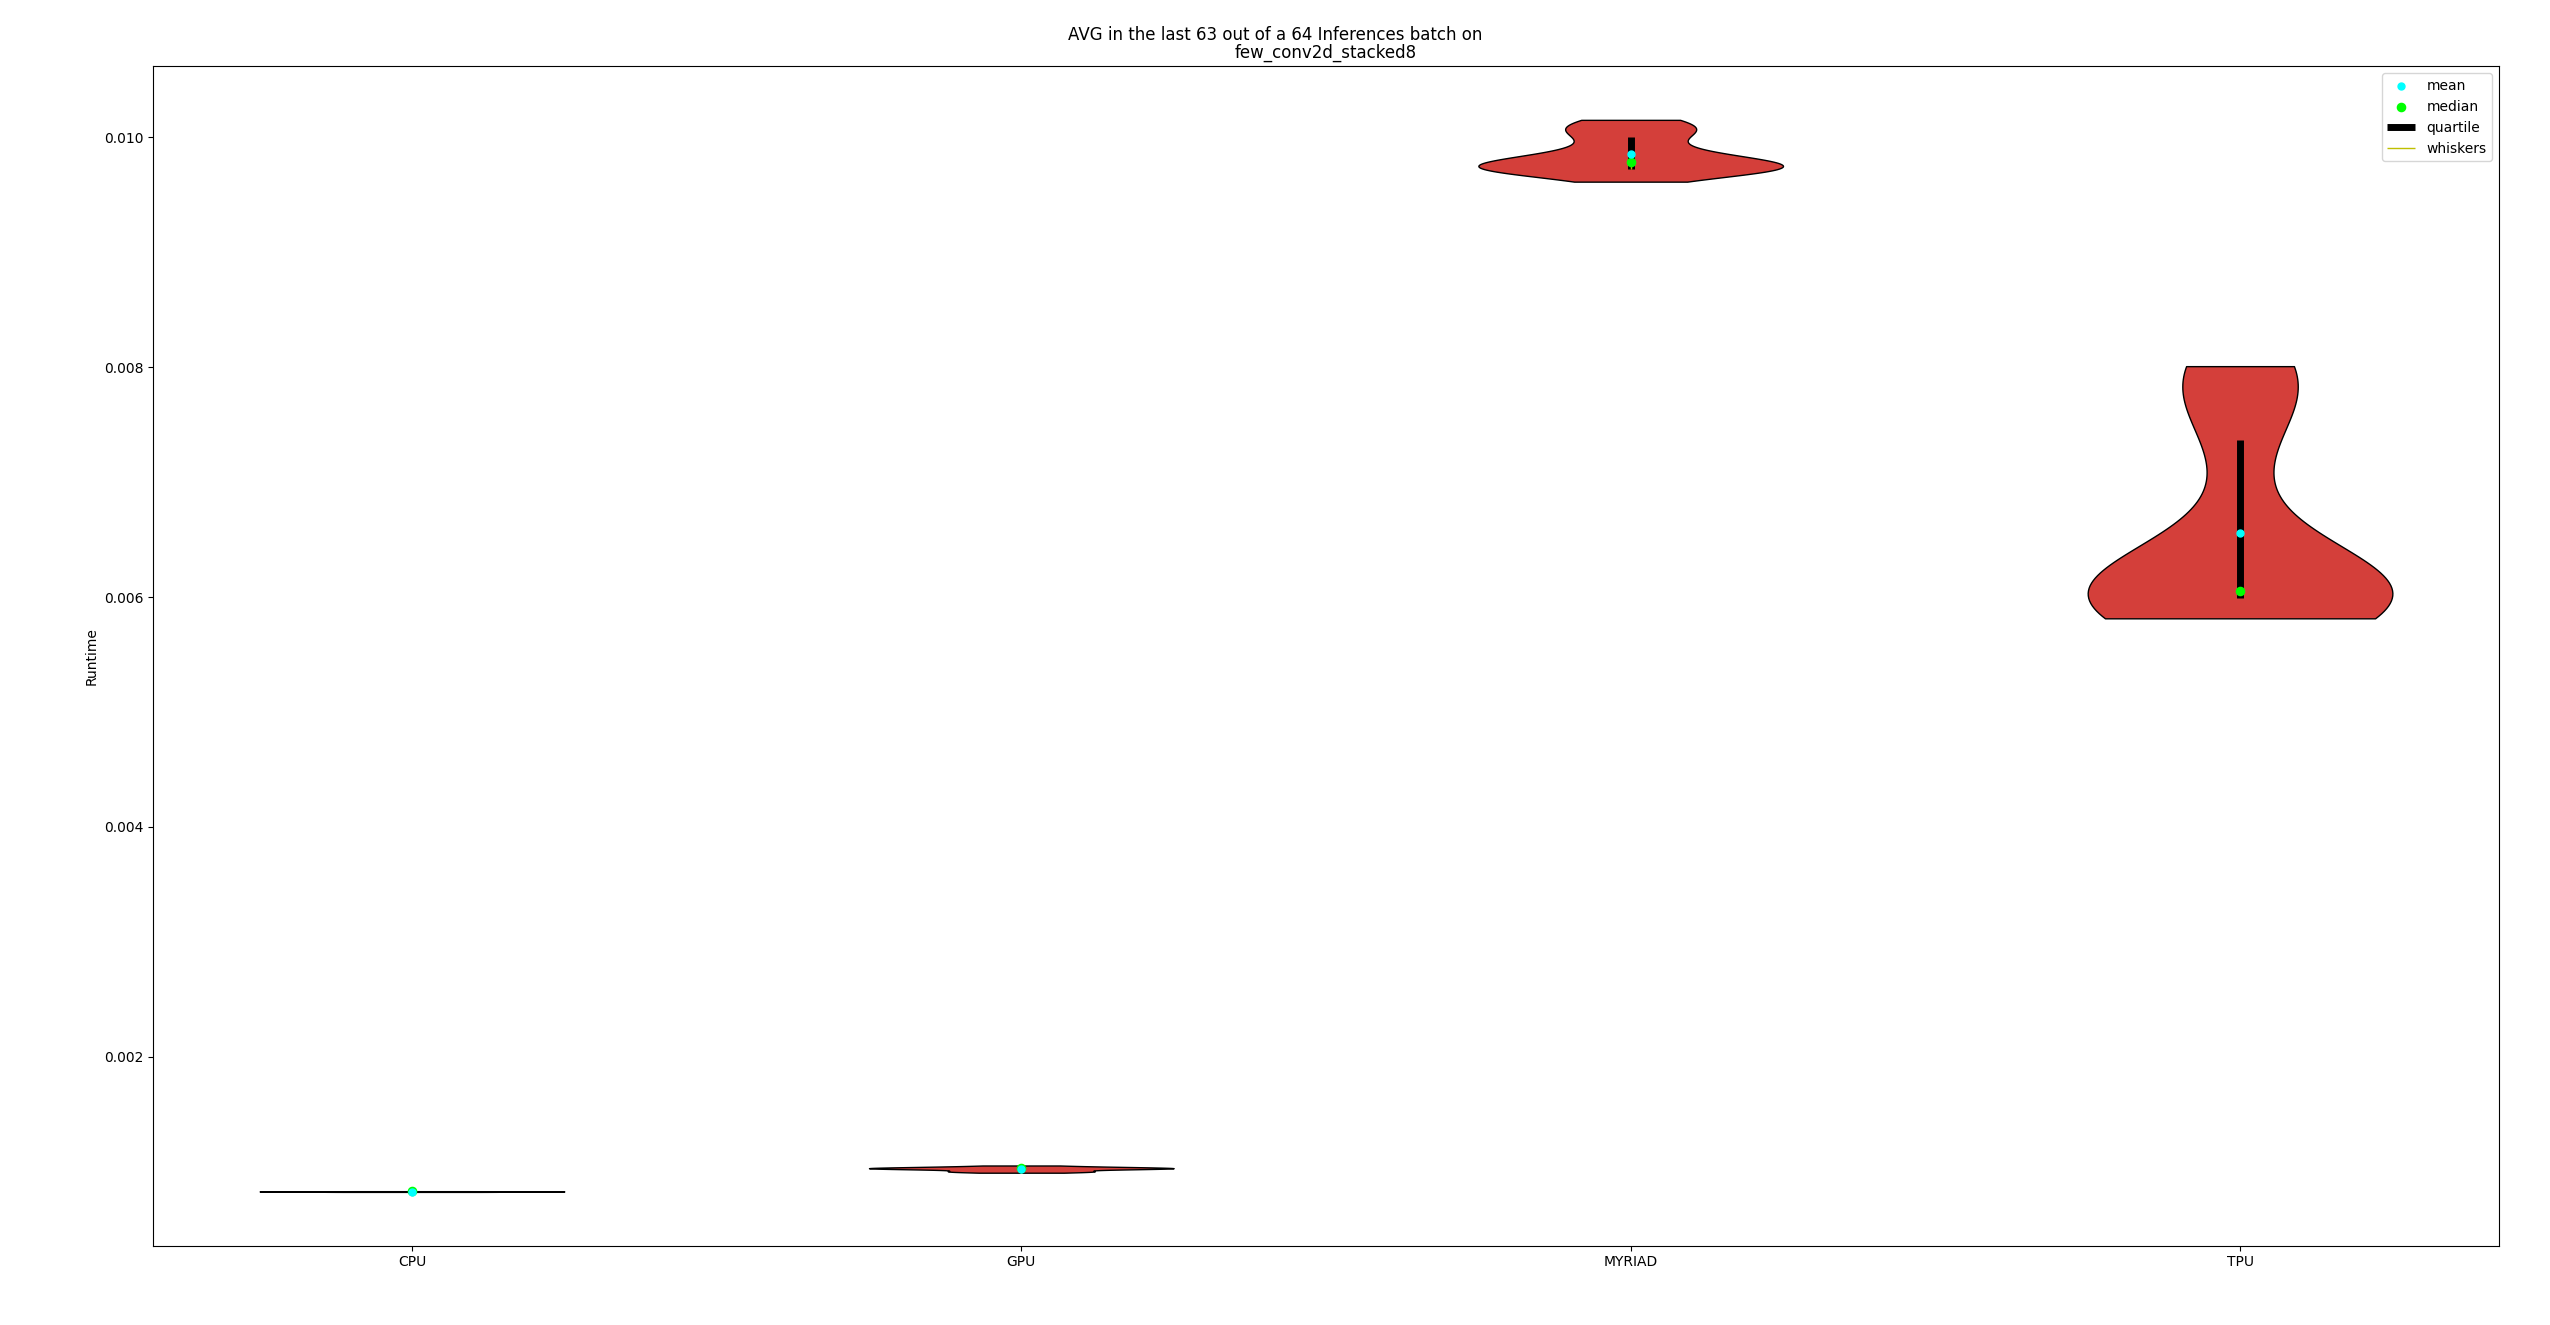 AVG in the last 63 out of a 64 Inferences batch on
few_conv2d_stacked8
mean
median
quartile
whiskers
0.010
0.008
0.006
0.004
0.002
Runtime
CPU
GPU
MYRIAD
TPU